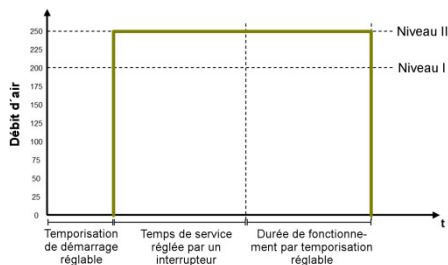 Débit d´air
250
225
200
175
150
125
100
75
50
25
0
Niveau II
Niveau I
t
Temporisation
de démarrage
réglable
Temps de service
réglée par un
interrupteur
Durée de fonctionne-
ment par temporisation
réglable